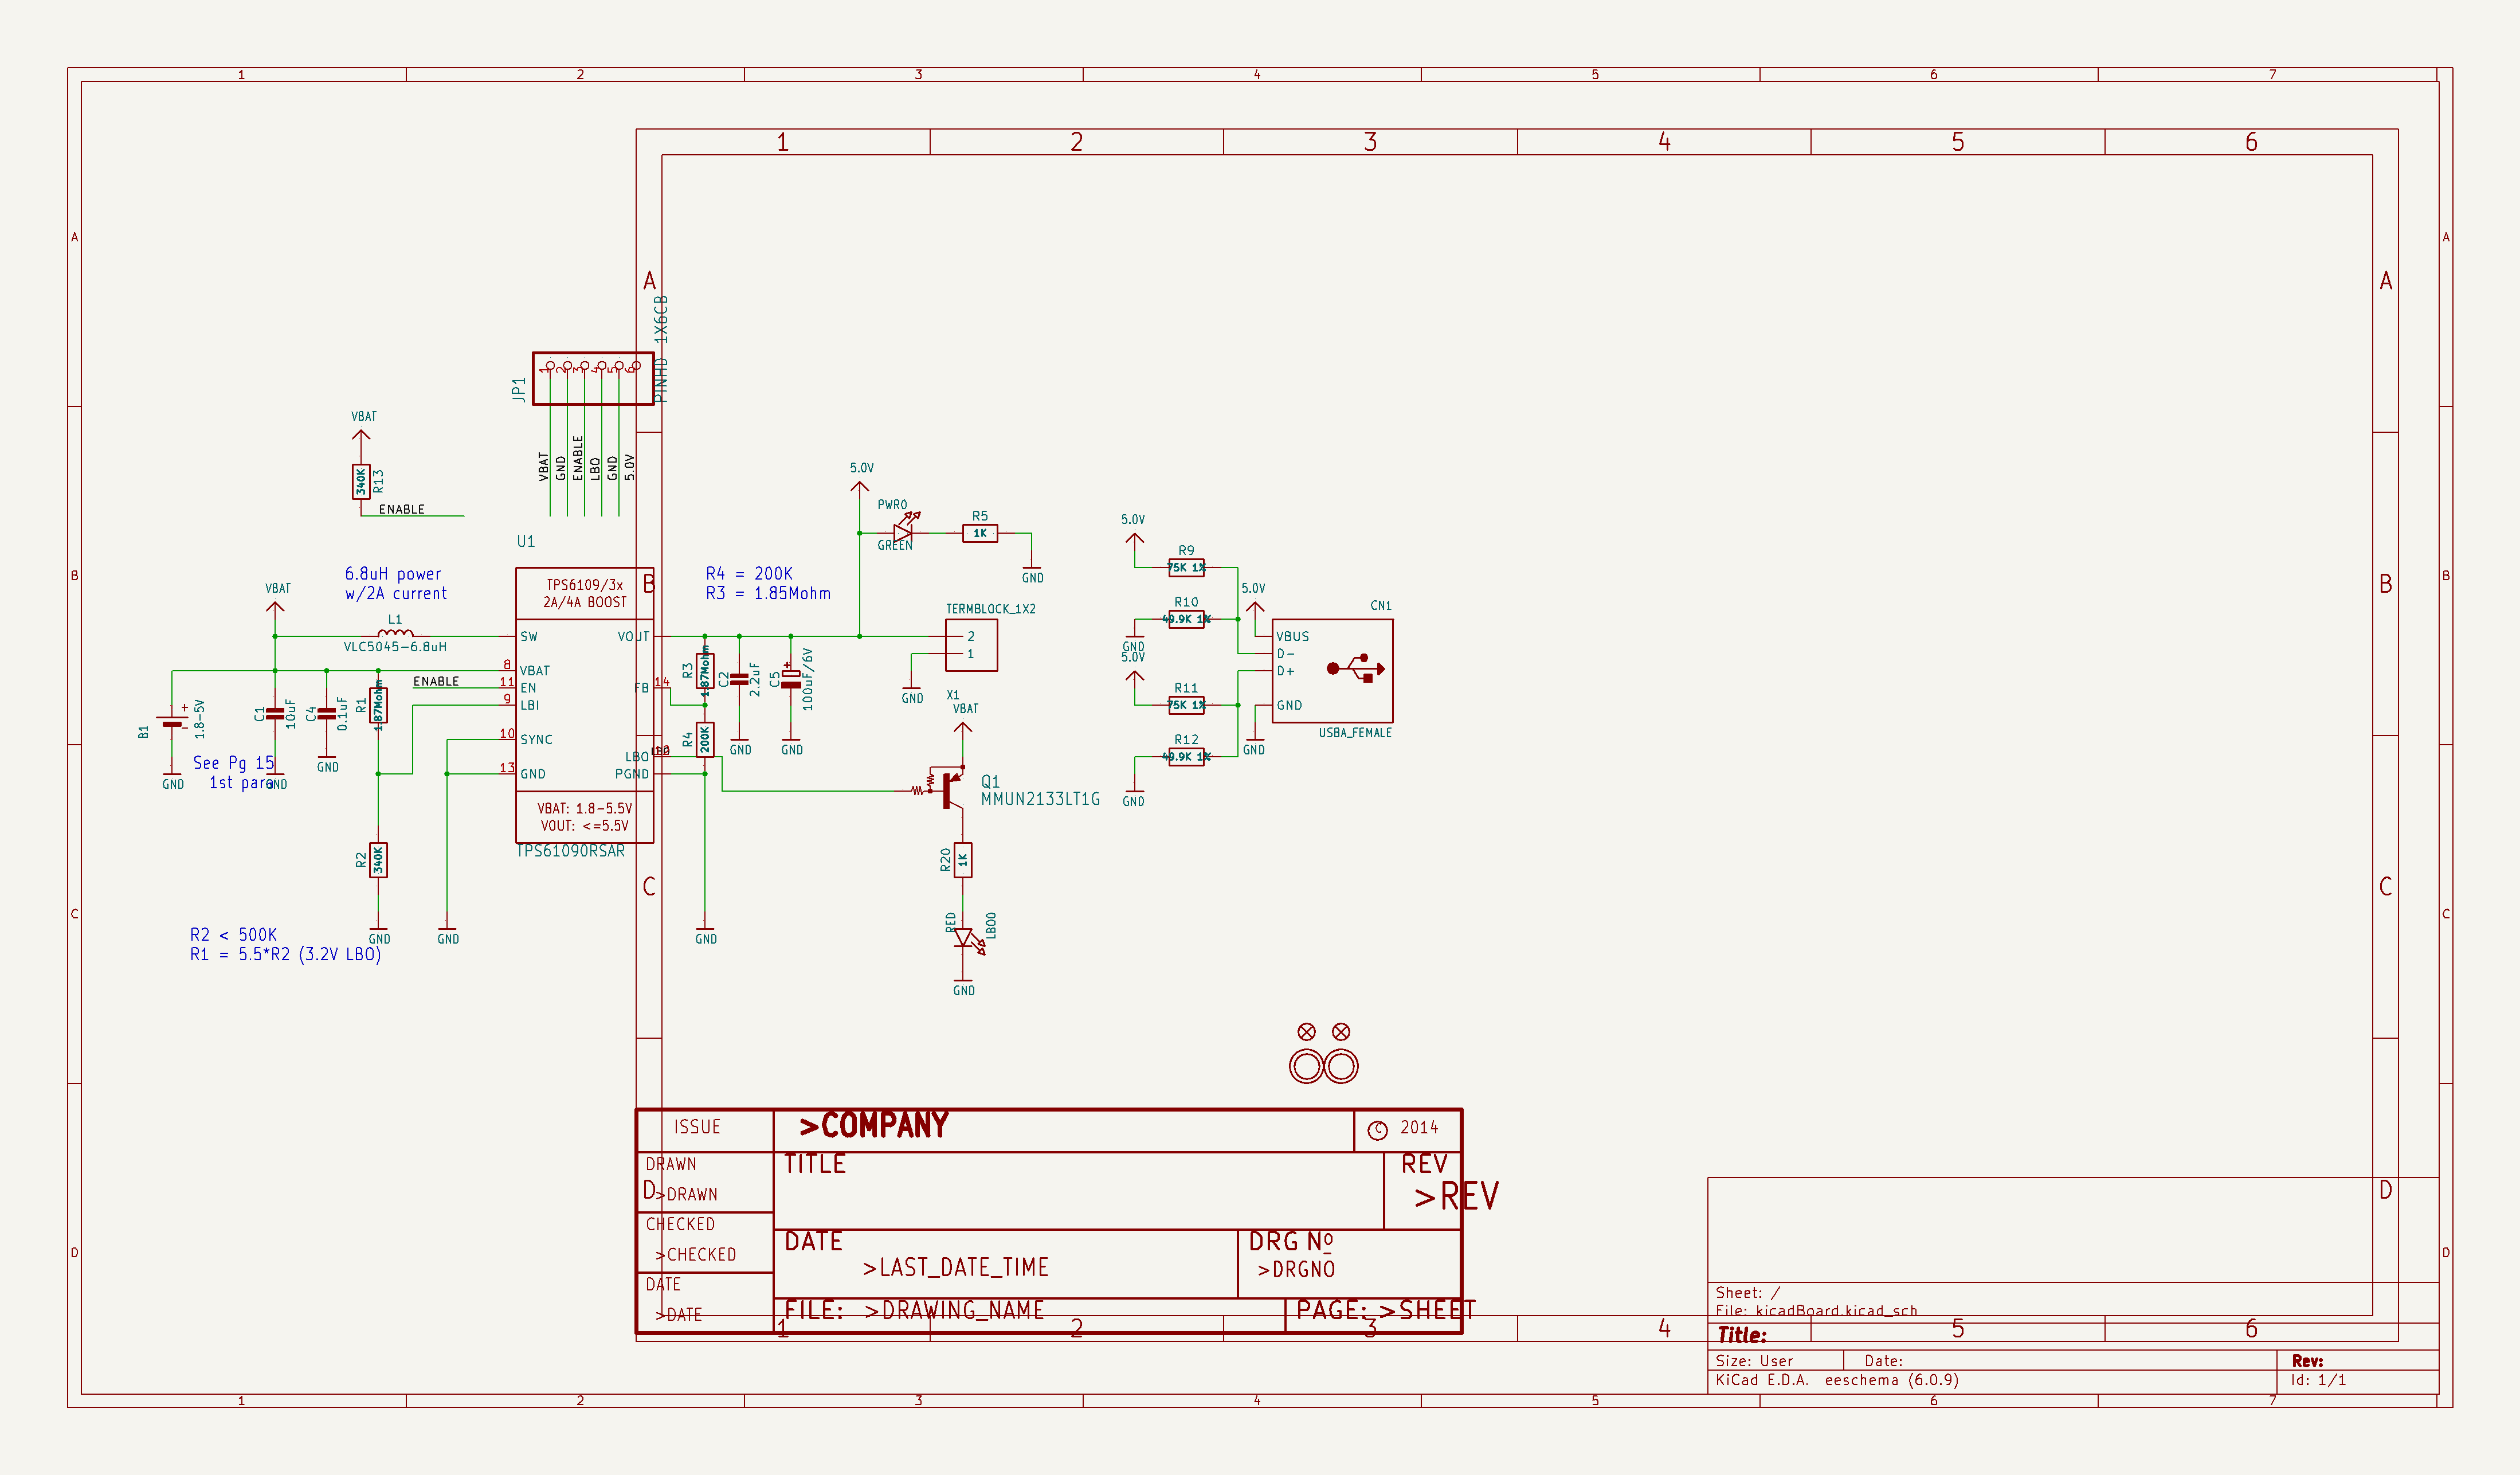 1 2 3 4 5 6 7
1 2 3 4 5 6
A A
A A
PINHD_1X6CB
JP1
1 2 3 4 5 6
VBAT
GND
ENABLE
LBO
GND
5.0V
VBAT
340K
R13
ENABLE
5.0V
PWR0
GREEN
R5
1K
GND
U1
TPS6109/3x
2A/4A BOOST
B B
B B
6.8uH power
w/2A current
VBAT
L1
VLC5045-6.8uH
SW
VOUT
8
VBAT
11
EN
ENABLE
9
LBI
14
FB
10
SYNC
LBO
LBO
13
GND
PGND
VBAT: 1.8-5.5V
VOUT: <=5.5V
TPS61090RSAR
B1
1.8-5V
+
-
GND
C1
10uF
GND
C4
0.1uF
GND
R1
1.87Mohm
See Pg 15
1st para
R2
340K
GND
GND
R2 < 500K
R1 = 5.5*R2 (3.2V LBO)
R4 = 200K
R3 = 1.85Mohm
R3
1.87Mohm
R4
200K
GND
C2
2.2uF
GND
C5
100uF/6V
+
GND
TERMBLOCK_1X2
2
1
X1
GND
VBAT
Q1
MMUN2133LT1G
R20
1K
RED
LBO0
GND
5.0V
R9
75K 1%
R10
49.9K 1%
GND
5.0V
R11
75K 1%
R12
49.9K 1%
GND
5.0V
CN1
VBUS
D-
D+
GND
USBA_FEMALE
GND
C C
C C
ISSUE
>COMPANY
C 2014
DRAWN
>DRAWN
TITLE
REV
>REV
D D
CHECKED
>CHECKED
DATE
>LAST_DATE_TIME
DRG Nº
>DRGNO
D D
DATE
>DATE
FILE: >DRAWING_NAME
PAGE: >SHEET
1 2 3 4 5 6
Sheet: /
File: kicadBoard.kicad_sch
Title:
Size: User Date: Rev:
KiCad E.D.A. eeschema (6.0.9) Id: 1/1
1 2 3 4 5 6 7